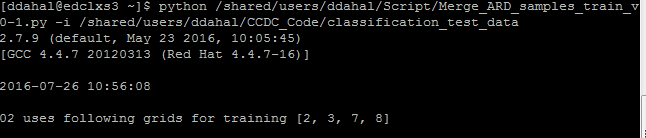 [ddahal@edclxs3 ~]$ python /shared/users/ddahal/Script/Merge_ARD_samples_train_v
0-1.py -i /shared/users/ddahal/CCDC_Code/classification_test_data
2.7.9 (default, May 23 2016, 10:05:45)
[GCC 4.4.7 20120313 (Red Hat 4.4.7-16)]
2016-07-26 10:56:08
02 uses following grids for training [2, 3, 7, 8]